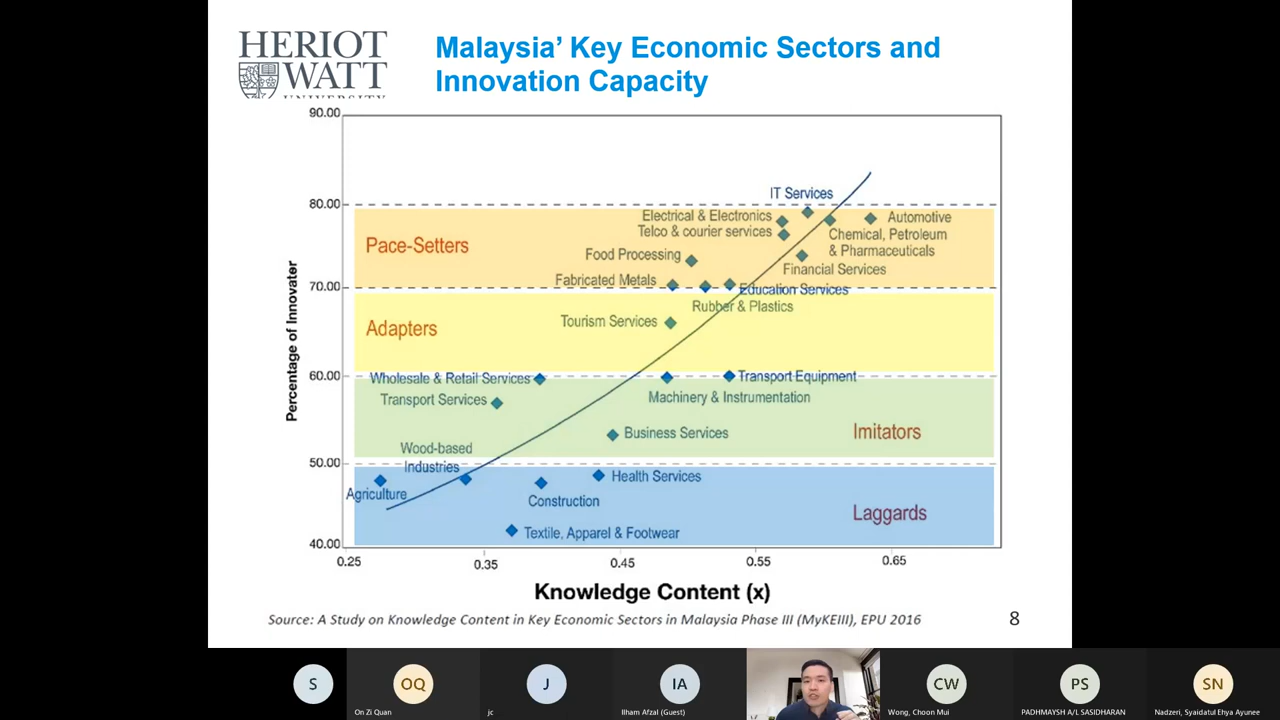 HERIOT
WATT
UNIVERSITY
Malaysia’ Key Economic Sectors and
Innovation Capacity
90.00
80.00
70.00
60.00
50.00
40.00
Percentage of Innovater
IT Services
Electrical & Electronics
Automotive
Telco & courier services
Chemical, Petroleum
& Pharmaceuticals
Pace-Setters
Food Processing
Financial Services
Fabricated Metals
Education Services
Rubber & Plastics
Adapters
Tourism Services
Wholesale & Retail Services
Transport Equipment
Transport Services
Machinery & Instrumentation
Business Services
Imitators
Wood-based
Industries
Health Services
Agriculture
Construction
Laggards
Textile, Apparel & Footwear
0.25
0.35
0.45
0.55
0.65
Knowledge Content (x)
Source: A Study on Knowledge Content in Key Economic Sectors in Malaysia Phase III (MyKEIII), EPU 2016
8
S
OQ
J
IA
CW
PS
SN
On Zi Quan
jc
Ilham Afzal (Guest)
Wong, Choon Mui
PADHMAYSH A/L SASIDHARAN
Nadzeri, Syaidatul Ehya Ayunee